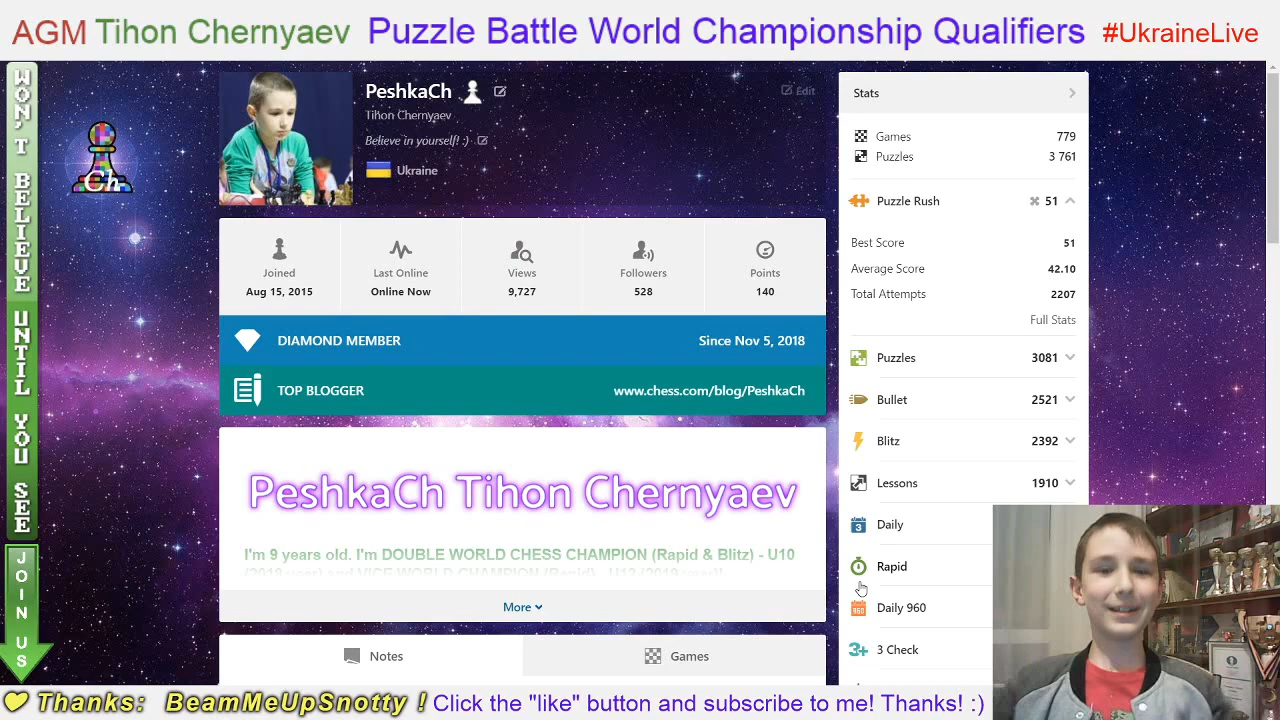 AGM Tihon Chernyaev Puzzle Battle World Championship Qualifiers #UkraineLive
WON'T BELIEVE UNTIL YOU SEE
JOIN US
Ch
PeshkaCh
Edit
Tihon Chernyaev
Believe in yourself! :)
Ukraine
Joined
Aug 15, 2015
Last Online
Online Now
Views
9,727
Followers
528
Points
140
DIAMOND MEMBER Since Nov 5, 2018
TOP BLOGGER www.chess.com/blog/PeshkaCh
PeshkaCh Tihon Chernyaev
I'm 9 years old. I'm DOUBLE WORLD CHESS CHAMPION (Rapid & Blitz) - U10
More
Notes
Games
Stats
Games 779
Puzzles 3 761
Puzzle Rush 51
Best Score 51
Average Score 42.10
Total Attempts 2207
Full Stats
Puzzles 3081
Bullet 2521
Blitz 2392
Lessons 1910
3 Daily
Rapid
960 Daily 960
3+ 3 Check
Thanks: BeamMeUpSnotty ! Click the "like" button and subscribe to me! Thanks! :)